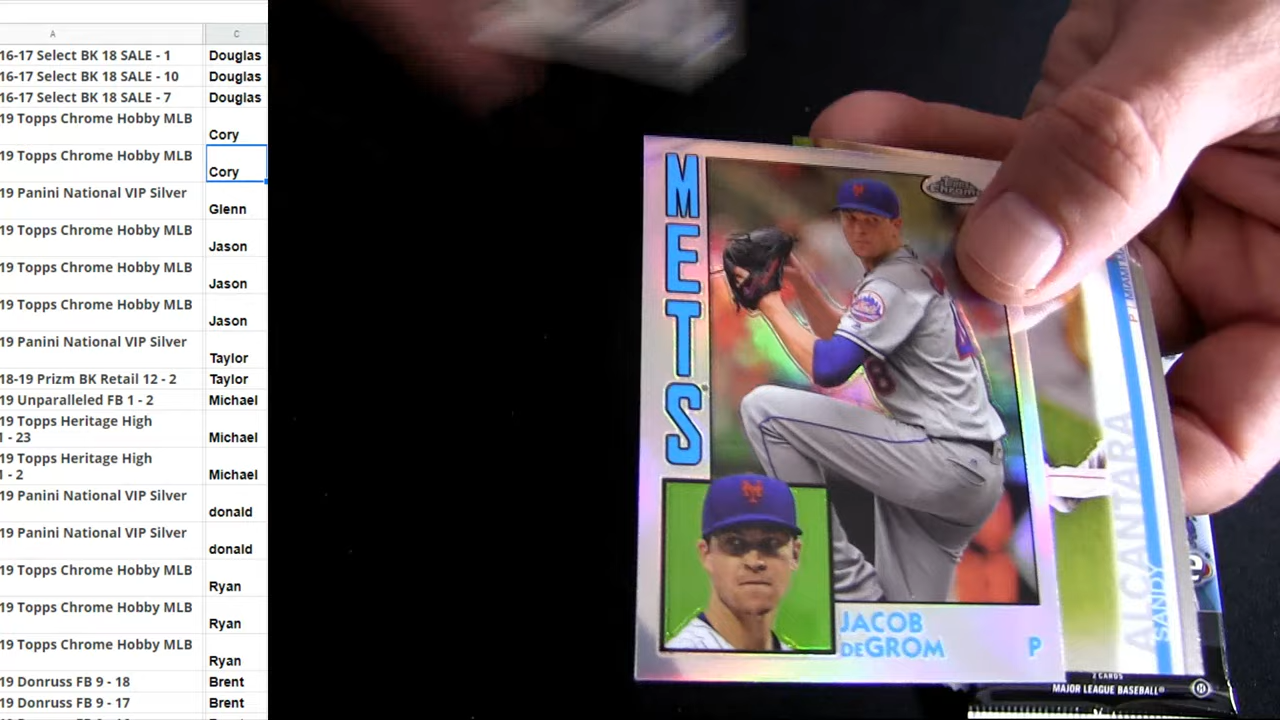 A
C
16-17 Select BK 18 SALE - 1
Douglas
16-17 Select BK 18 SALE - 10
Douglas
16-17 Select BK 18 SALE - 7
Douglas
19 Topps Chrome Hobby MLB
Cory
19 Topps Chrome Hobby MLB
Cory
19 Panini National VIP Silver
Glenn
19 Topps Chrome Hobby MLB
Jason
19 Topps Chrome Hobby MLB
Jason
19 Topps Chrome Hobby MLB
Jason
19 Panini National VIP Silver
Taylor
18-19 Prizm BK Retail 12 - 2
Taylor
19 Unparalleled FB 1 - 2
Michael
19 Topps Heritage High
1 - 23
Michael
19 Topps Heritage High
1 - 2
Michael
19 Panini National VIP Silver
donald
19 Panini National VIP Silver
donald
19 Topps Chrome Hobby MLB
Ryan
19 Topps Chrome Hobby MLB
Ryan
19 Topps Chrome Hobby MLB
Ryan
19 Donruss FB 9 - 18
Brent
19 Donruss FB 9 - 17
Brent
METS
Topps
Chrome
8
JACOB
DEGROM
P
P | MIAMI
SANDY
ALCANTARA
2 CARDS
MAJOR LEAGUE BASEBALL®